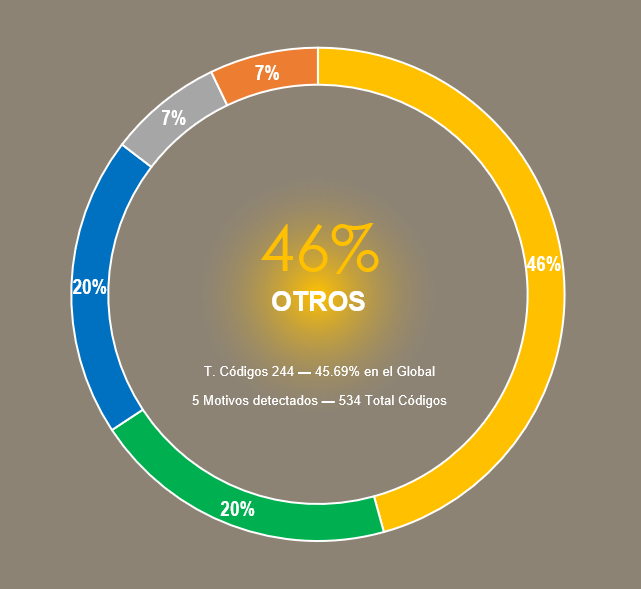 7%
7%
46%
20%
20%
46%
OTROS
T. Códigos 244 — 45.69% en el Global
5 Motivos detectados — 534 Total Códigos